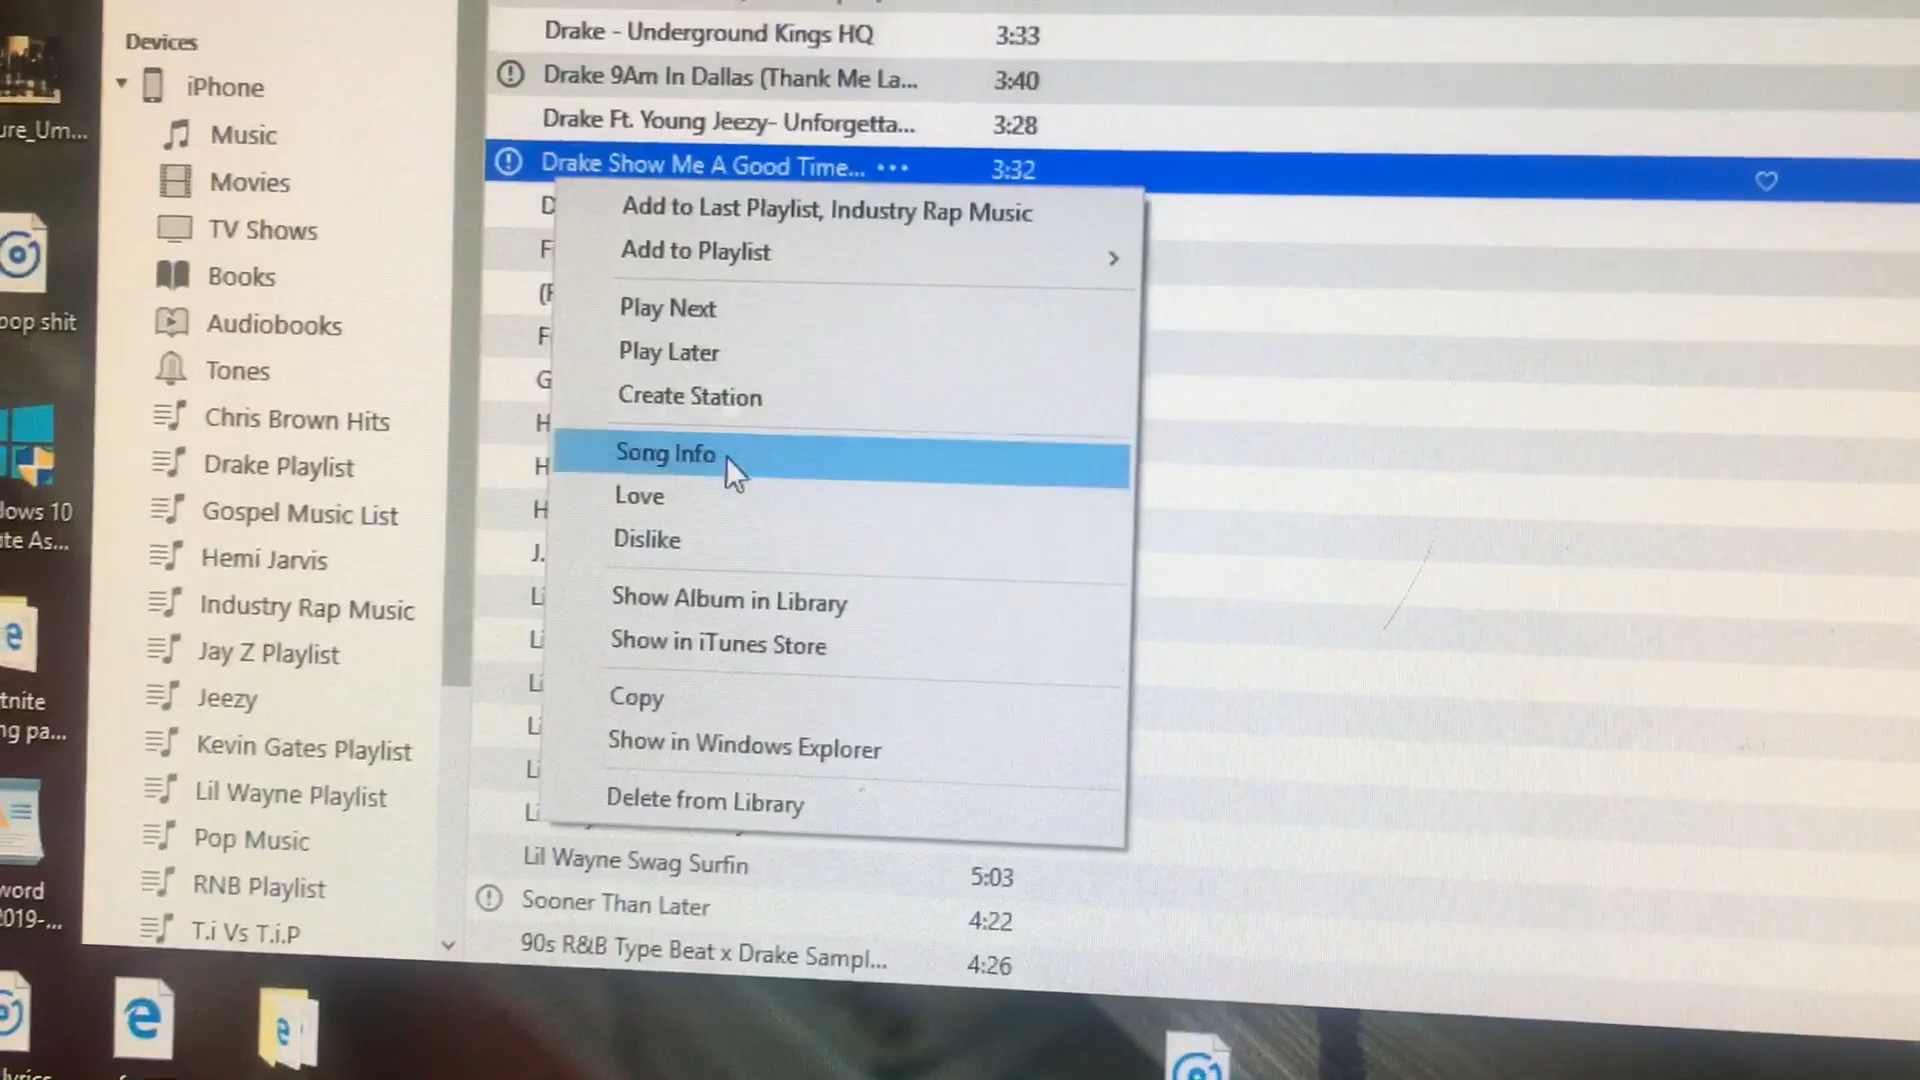 Devices
iPhone
Music
Movies
TV Shows
Books
Audiobooks
Tones
Chris Brown Hits
Drake Playlist
Gospel Music List
Hemi Jarvis
Industry Rap Music
Jay Z Playlist
Jeezy
Kevin Gates Playlist
Lil Wayne Playlist
Pop Music
RNB Playlist
T.i Vs T.i.P
Drake - Underground Kings HQ 3:33
Drake 9Am In Dallas (Thank Me La... 3:40
Drake Ft. Young Jeezy- Unforgetta... 3:28
Drake Show Me A Good Time... ••• 3:32
Add to Last Playlist, Industry Rap Music
Add to Playlist
Play Next
Play Later
Create Station
Song Info
Love
Dislike
Show Album in Library
Show in iTunes Store
Copy
Show in Windows Explorer
Delete from Library
Lil Wayne Swag Surfin 5:03
Sooner Than Later 4:22
90s R&B Type Beat x Drake Sampl... 4:26
ure_Um...
oop shit
dows 10
te As...
tnite
ng pa...
word
2019-...
lyrics